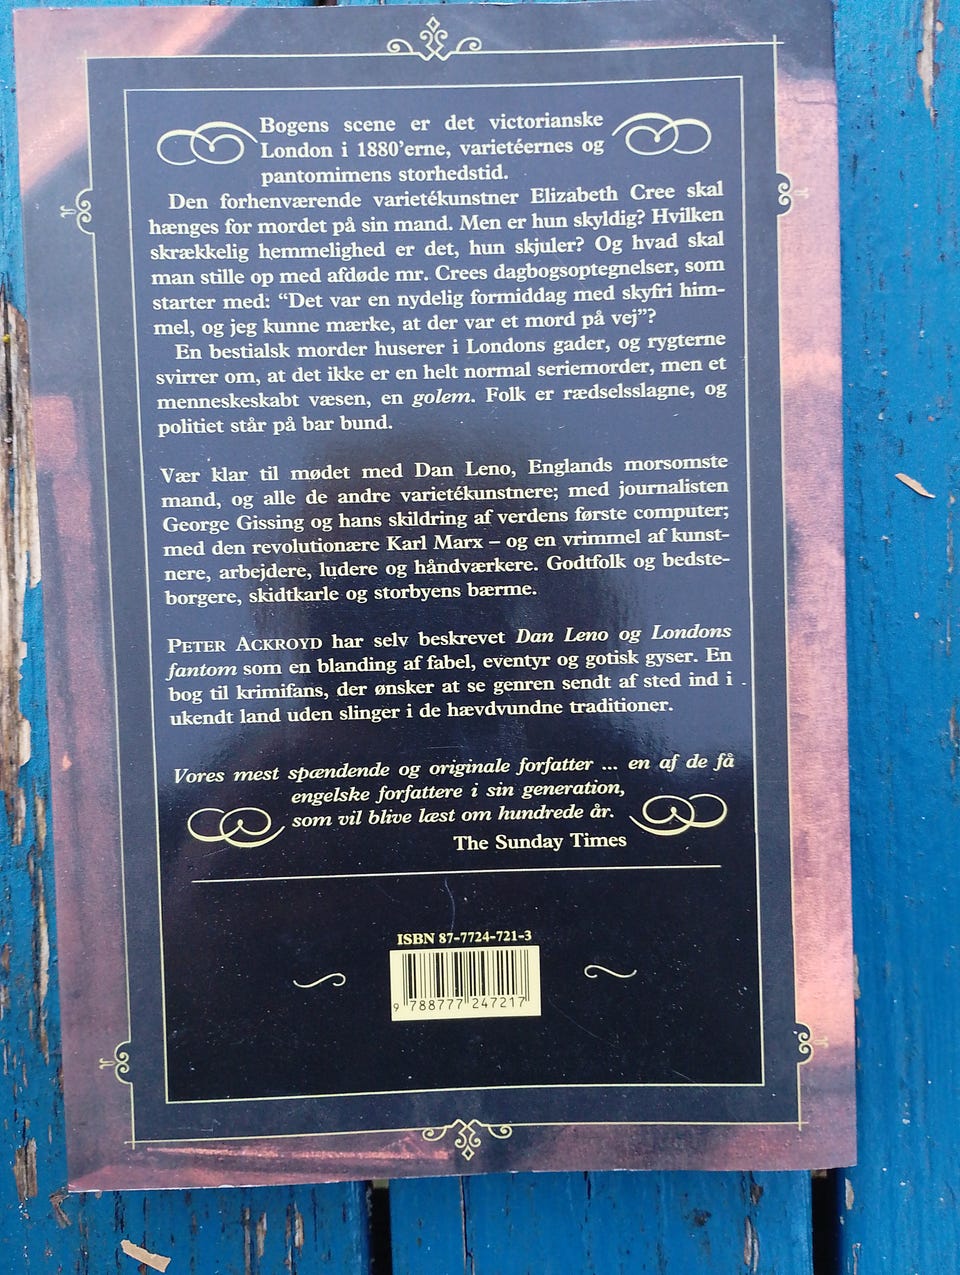 Bogens scene er det victorianske
London i 1880'erne, varietéernes og
pantomimens storhedstid.
Den forhenværende varietékunstner Elizabeth Cree skal
hænges for mordet på sin mand. Men er hun skyldig? Hvilken
skrækkelig hemmelighed er det, hun skjuler? Og hvad skal
man stille op med afdøde mr. Crees dagbogsoptegnelser, som
starter med: “Det var en nydelig formiddag med skyfri him-
mel, og jeg kunne mærke, at der var et mord på vej”?
En bestialsk morder huserer i Londons gader, og rygterne
svirrer om, at det ikke er en helt normal seriemorder, men et
menneskeskabt væsen, en golem. Folk er rædselsslagne, og
politiet står på bar bund.
Vær klar til mødet med Dan Leno, Englands morsomste
mand, og alle de andre varietékunstnere; med journalisten
George Gissing og hans skildring af verdens første computer;
med den revolutionære Karl Marx – og en vrimmel af kunst-
nere, arbejdere, ludere og håndværkere. Godtfolk og bedste-
borgere, skidtkarle og storbyens bærme.
PETER ACKROYD har selv beskrevet Dan Leno og Londons
fantom som en blanding af fabel, eventyr og gotisk gyser. En
bog til krimifans, der ønsker at se genren sendt af sted ind i
ukendt land uden slinger i de hævdvundne traditioner.
Vores mest spændende og originale forfatter ... en af de få
engelske forfattere i sin generation,
som vil blive læst om hundrede år.
The Sunday Times
ISBN 87-7724-721-3
9 788777 247217